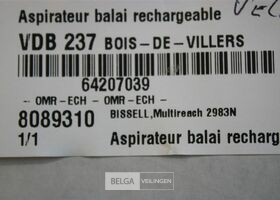 Aspirateur balai rechargeable
VDB 237 BOIS-DE-VILLERS
64207039
- OMR-ECH - OMR-ECH -
8089310 BISSELL,Multireach 2983N
1/1 Aspirateur balai recharg
BELGA VEILINGEN